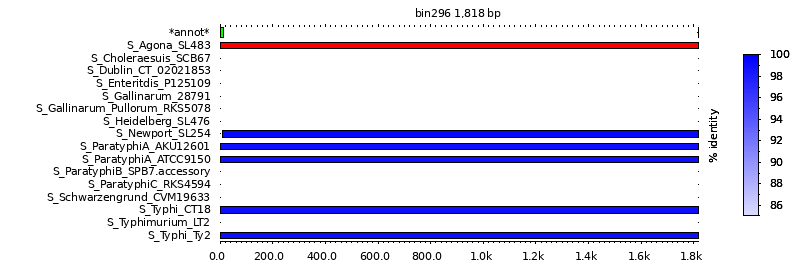 bin296 1,818 bp
*annot*
S_Agona_SL483
S_Choleraesuis_SCB67
S_Dublin_CT_02021853
S_Enteritdis_P125109
S_Gallinarum_28791
S_Gallinarum_Pullorum_RKS5078
S_Heidelberg_SL476
S_Newport_SL254
S_ParatyphiA_AKU12601
S_ParatyphiA_ATCC9150
S_ParatyphiB_SPB7.accessory
S_ParatyphiC_RKS4594
S_Schwarzengrund_CVM19633
S_Typhi_CT18
S_Typhimurium_LT2
S_Typhi_Ty2
0.0 200.0 400.0 600.0 800.0 1.0k 1.2k 1.4k 1.6k 1.8k
% identity
100
98
96
94
92
90
88
86